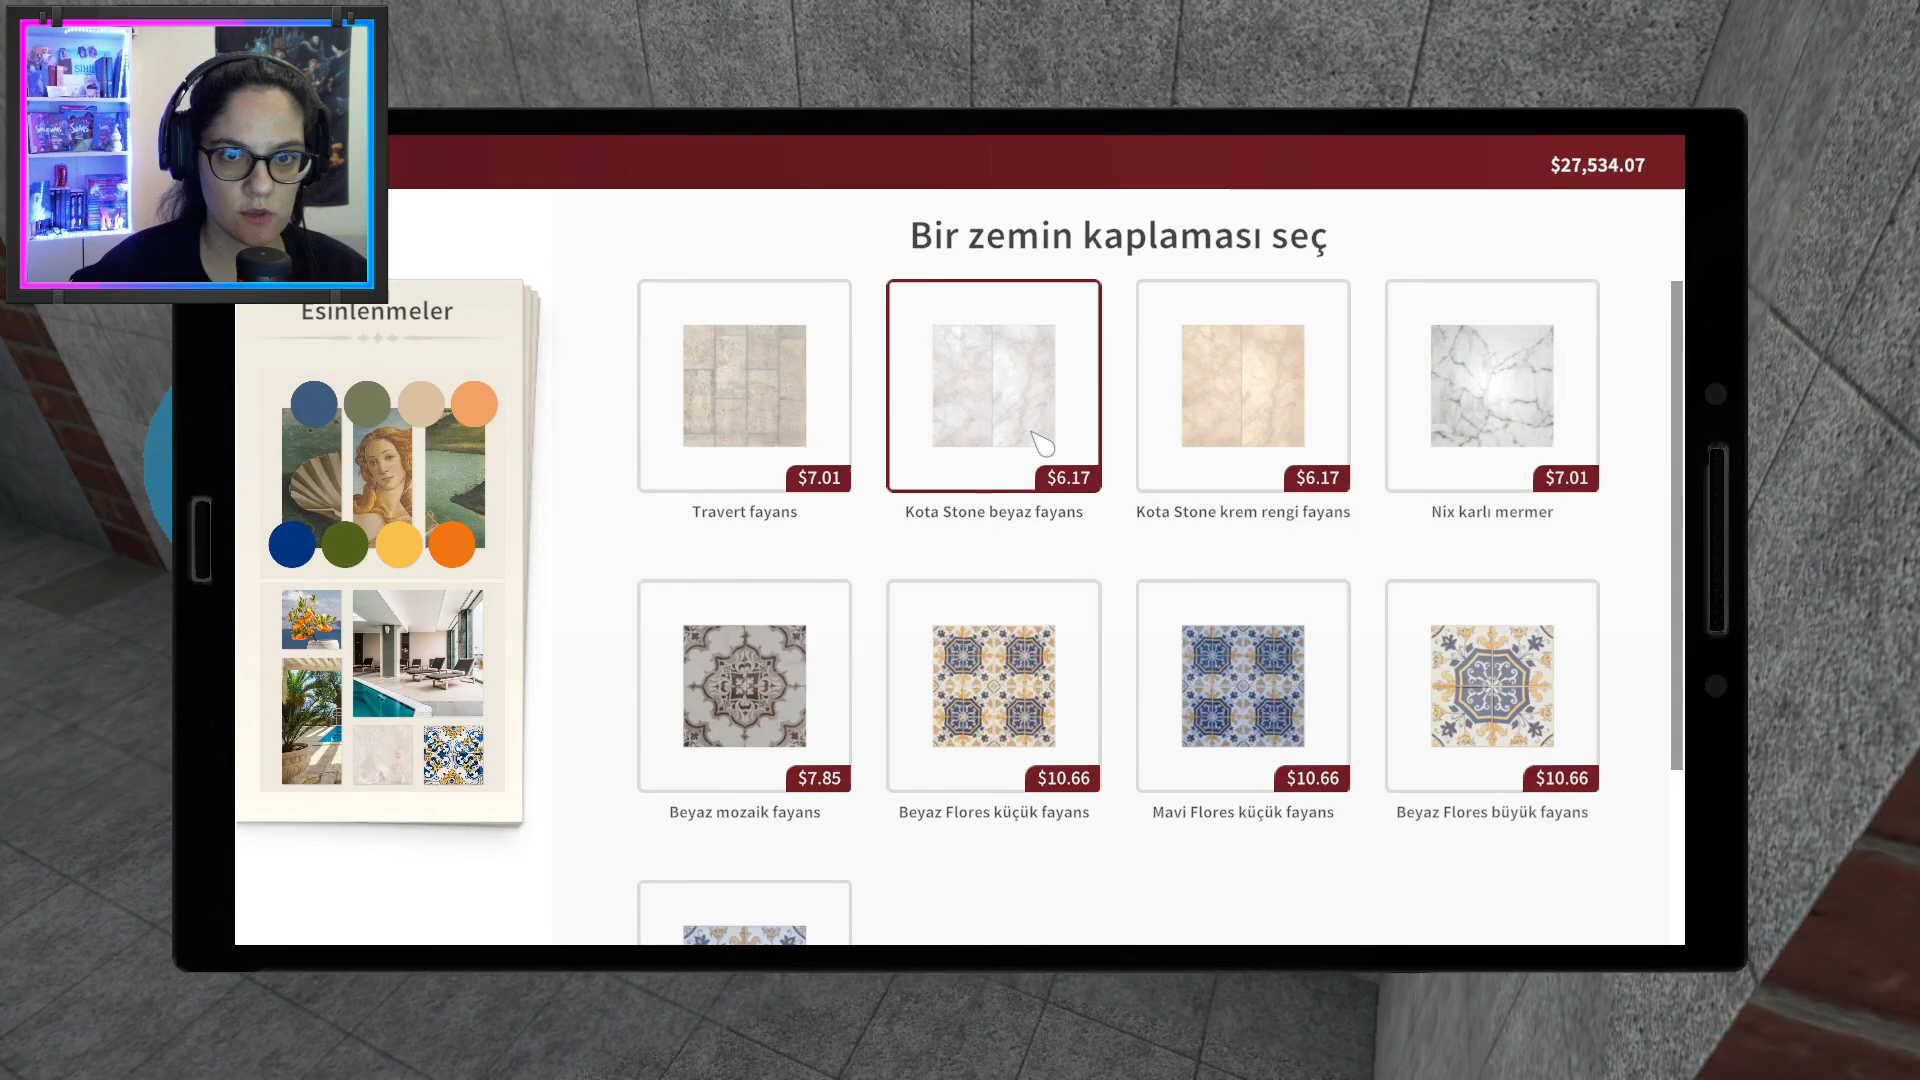 $27,534.07
Bir zemin kaplaması seç
Esinlenmeler
$7.01
$6.17
$6.17
$7.01
Travert fayans
Kota Stone beyaz fayans
Kota Stone krem rengi fayans
Nix karlı mermer
$7.85
$10.66
$10.66
$10.66
Beyaz mozaik fayans
Beyaz Flores küçük fayans
Mavi Flores küçük fayans
Beyaz Flores büyük fayans